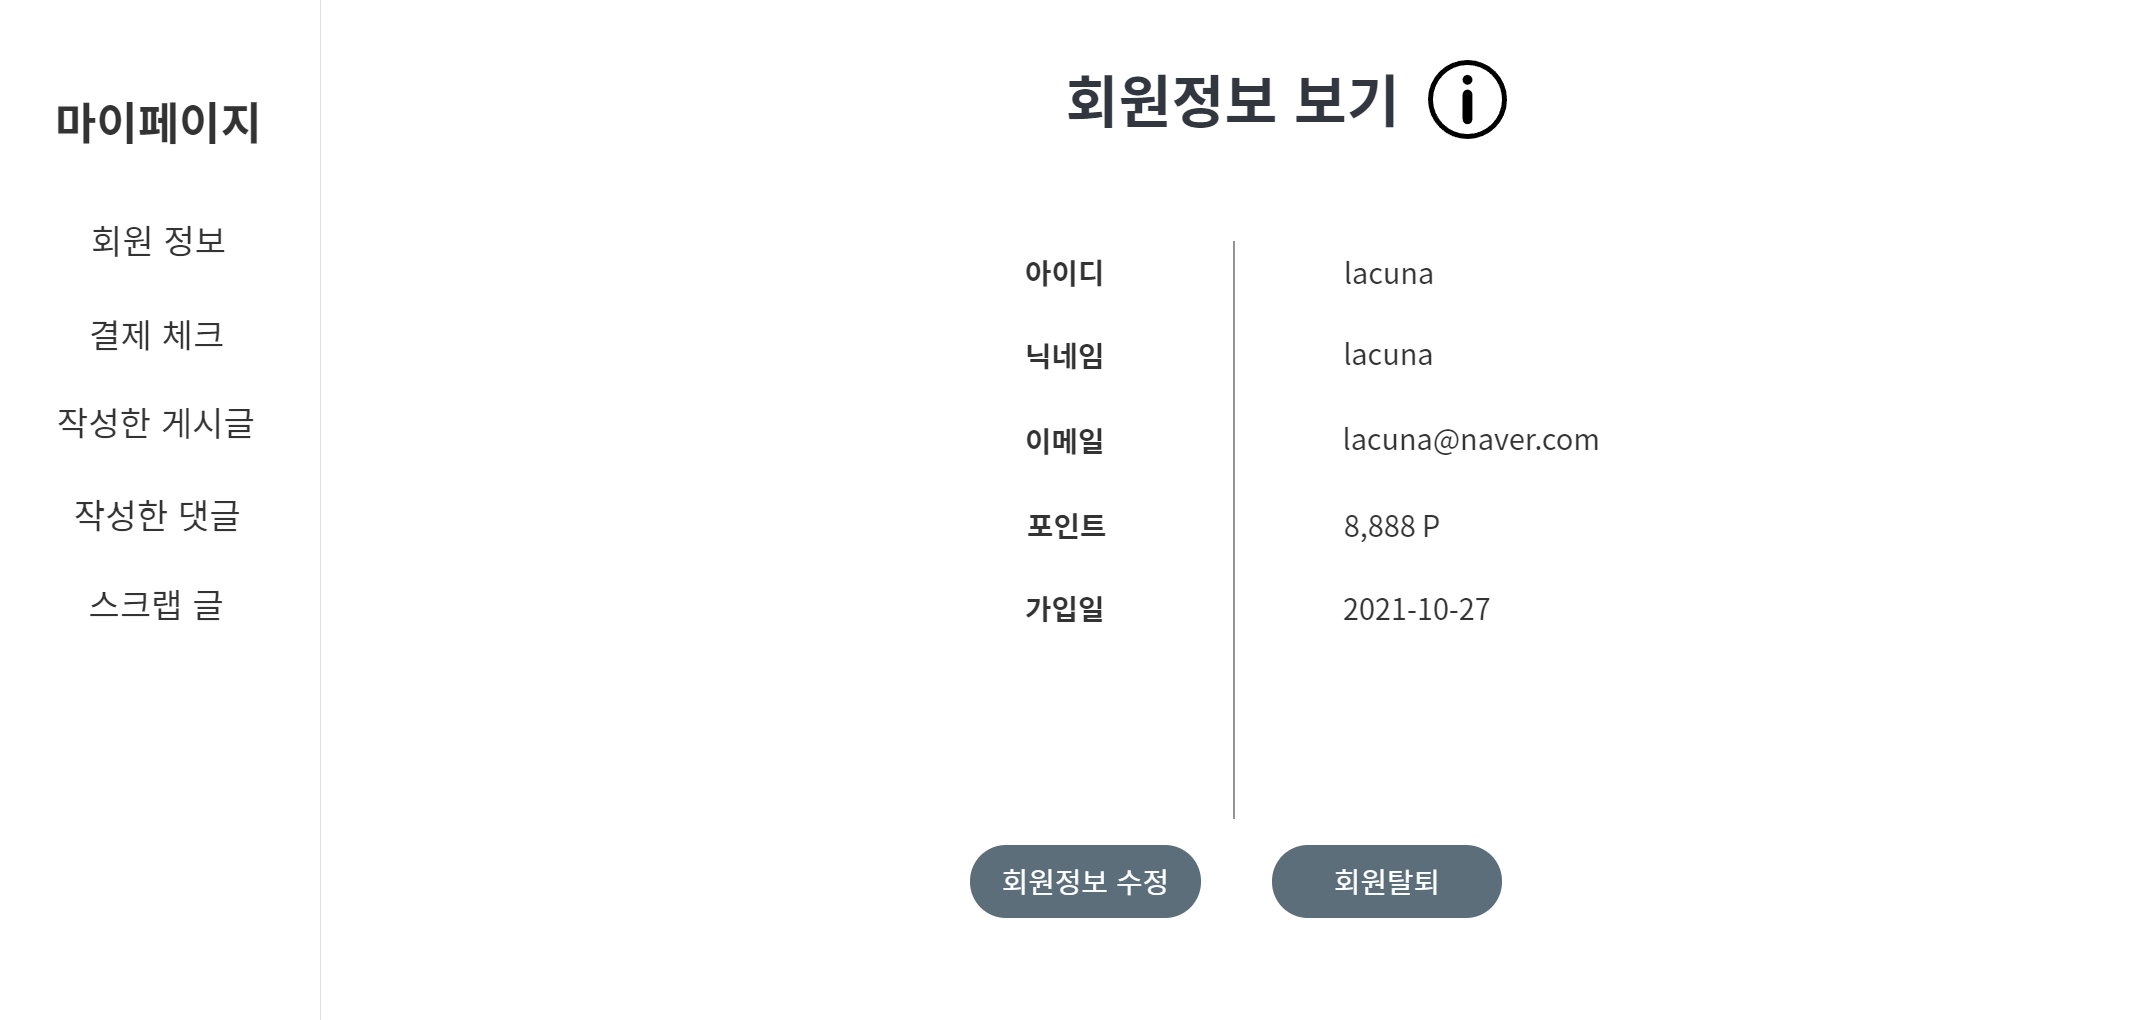 마이페이지
회원 정보
결제 체크
작성한 게시글
작성한 댓글
스크랩 글
회원정보 보기
아이디 lacuna
닉네임 lacuna
이메일 lacuna@naver.com
포인트 8,888 P
가입일 2021-10-27
회원정보 수정 회원탈퇴